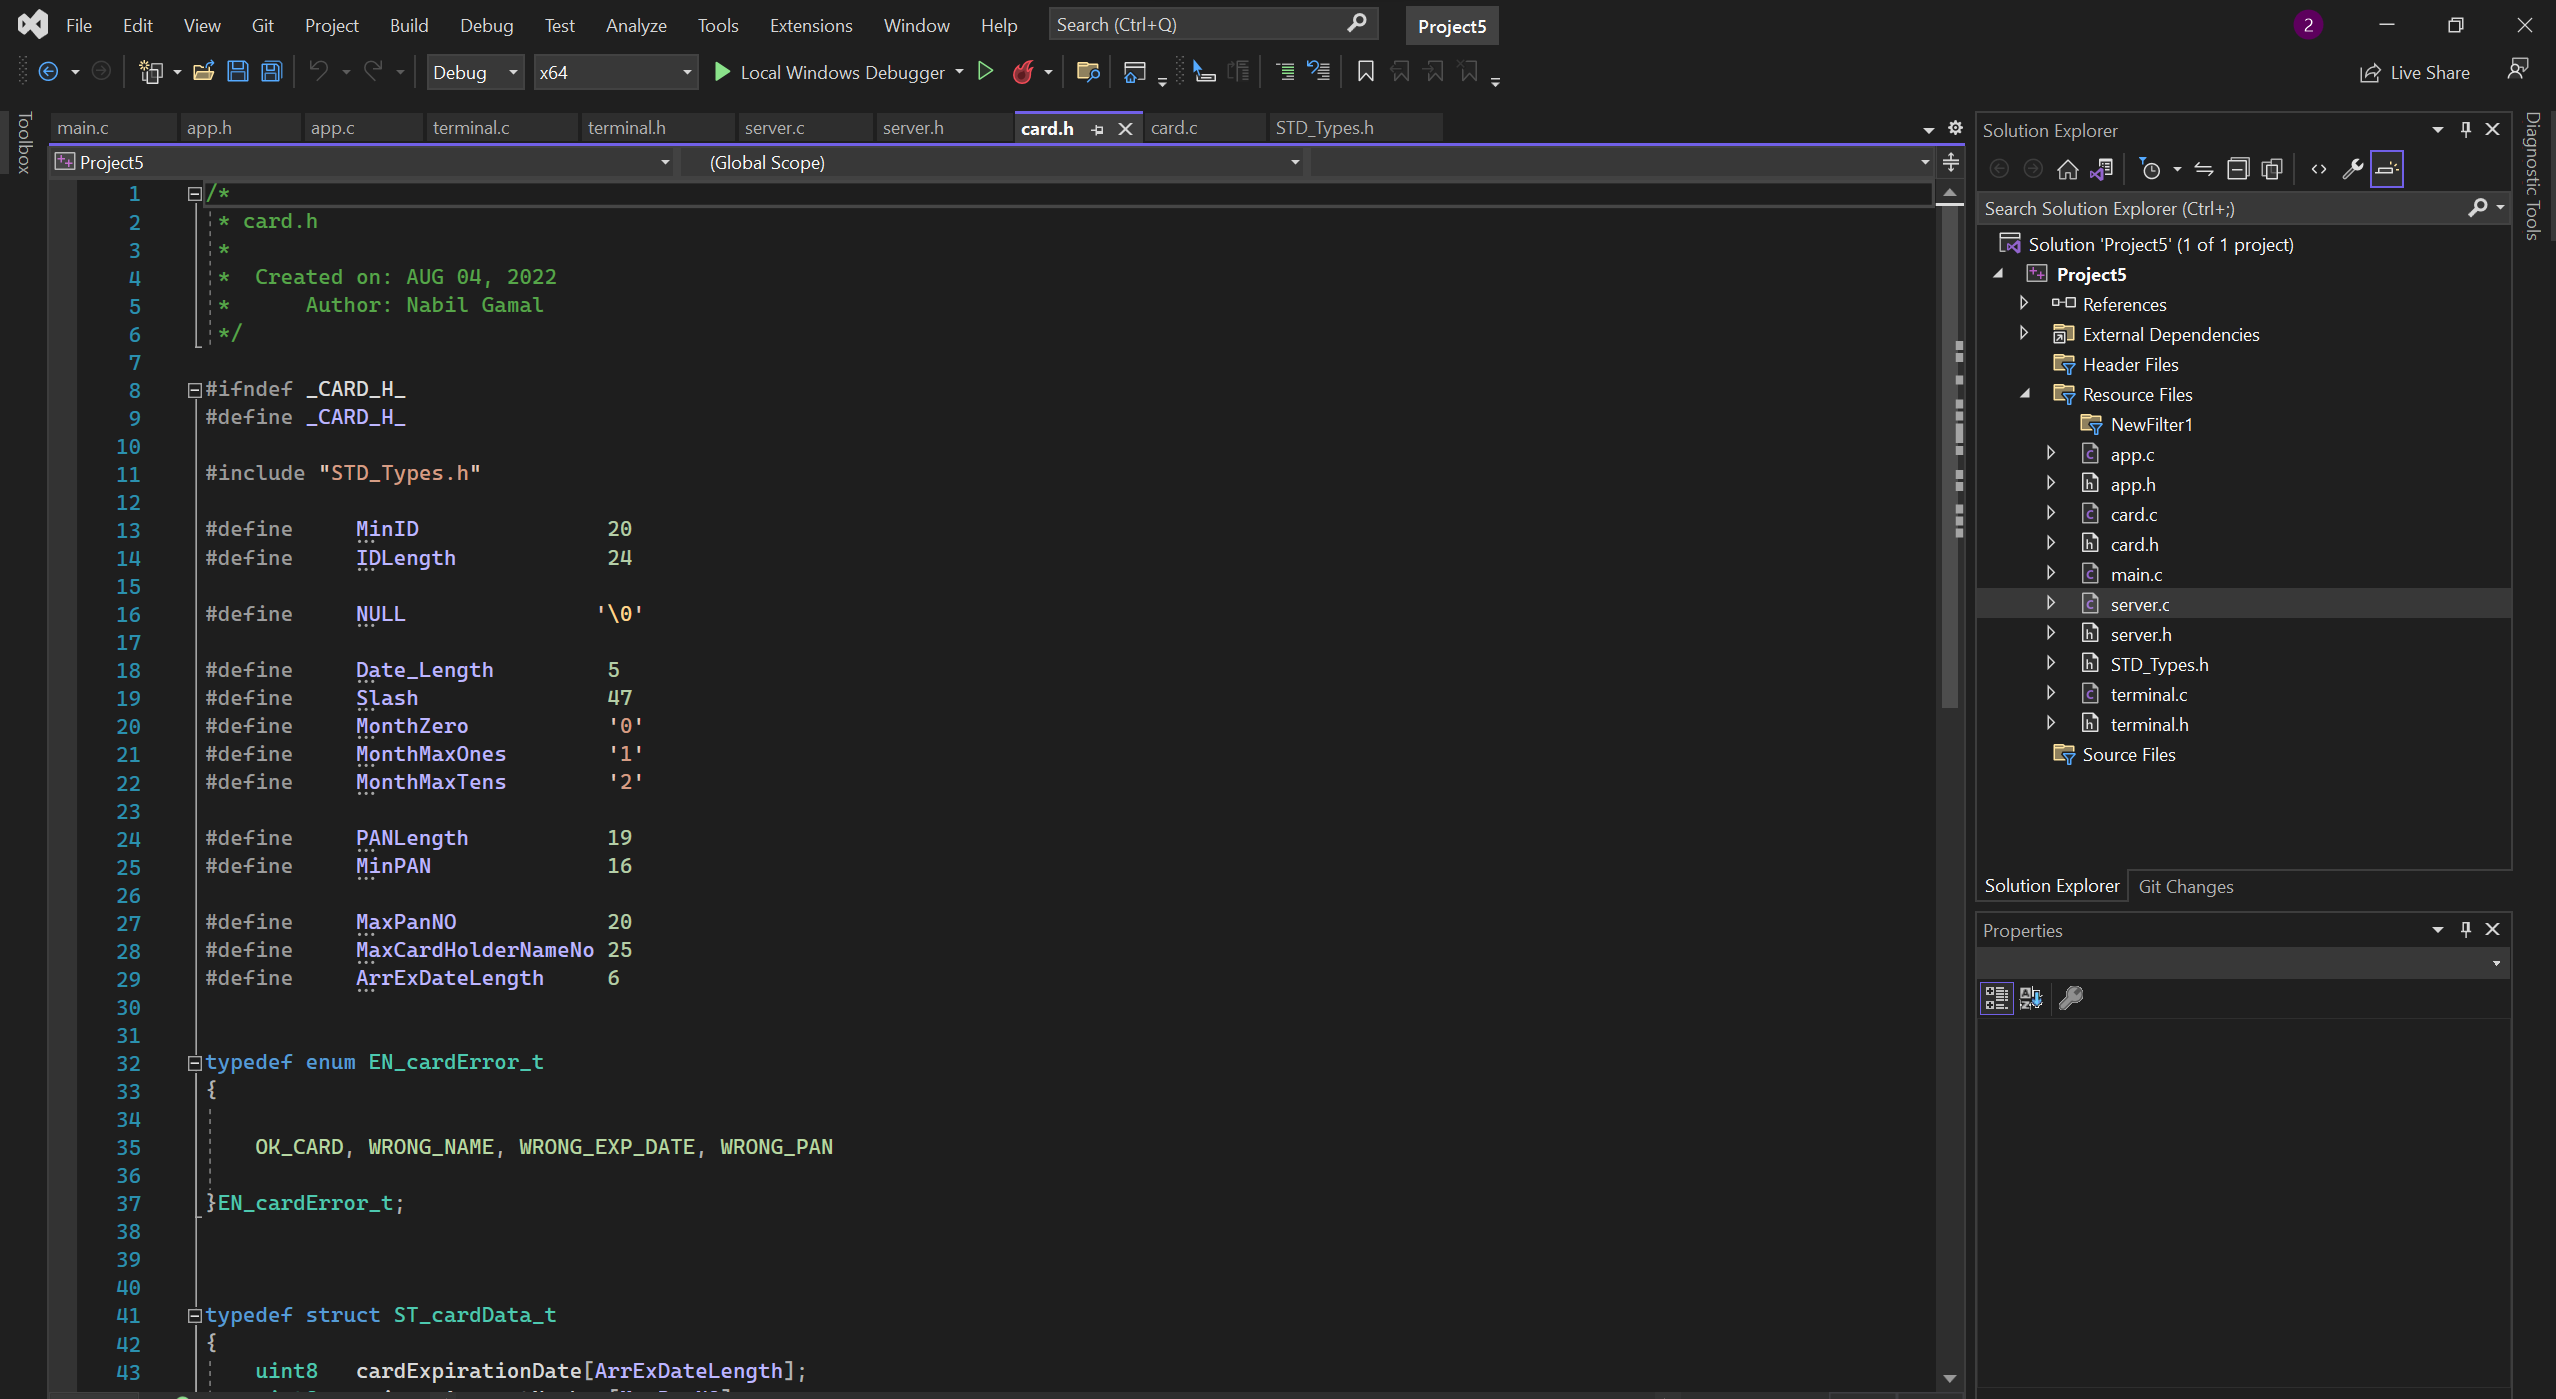 File Edit View Git Project Build Debug Test Analyze Tools Extensions Window Help Search (Ctrl+Q) Project5 2
Debug x64 Local Windows Debugger Live Share
Toolbox
main.c app.h app.c terminal.c terminal.h server.c server.h card.h card.c STD_Types.h
Project5 (Global Scope)
1 /*
2 * card.h
3 *
4 *  Created on: AUG 04, 2022
5 *      Author: Nabil Gamal
6 */
7
8 #ifndef _CARD_H_
9 #define _CARD_H_
10
11 #include "STD_Types.h"
12
13 #define     MinID               20
14 #define     IDLength            24
15
16 #define     NULL               '\0'
17
18 #define     Date_Length         5
19 #define     Slash               47
20 #define     MonthZero           '0'
21 #define     MonthMaxOnes        '1'
22 #define     MonthMaxTens        '2'
23
24 #define     PANLength           19
25 #define     MinPAN              16
26
27 #define     MaxPanNO            20
28 #define     MaxCardHolderNameNo 25
29 #define     ArrExDateLength     6
30
31
32 typedef enum EN_cardError_t
33 {
34
35     OK_CARD, WRONG_NAME, WRONG_EXP_DATE, WRONG_PAN
36
37 }EN_cardError_t;
38
39
40
41 typedef struct ST_cardData_t
42 {
43     uint8   cardExpirationDate[ArrExDateLength];
Solution Explorer
Search Solution Explorer (Ctrl+;)
Solution 'Project5' (1 of 1 project)
Project5
References
External Dependencies
Header Files
Resource Files
NewFilter1
app.c
app.h
card.c
card.h
main.c
server.c
server.h
STD_Types.h
terminal.c
terminal.h
Source Files
Solution Explorer Git Changes
Properties
Diagnostic Tools